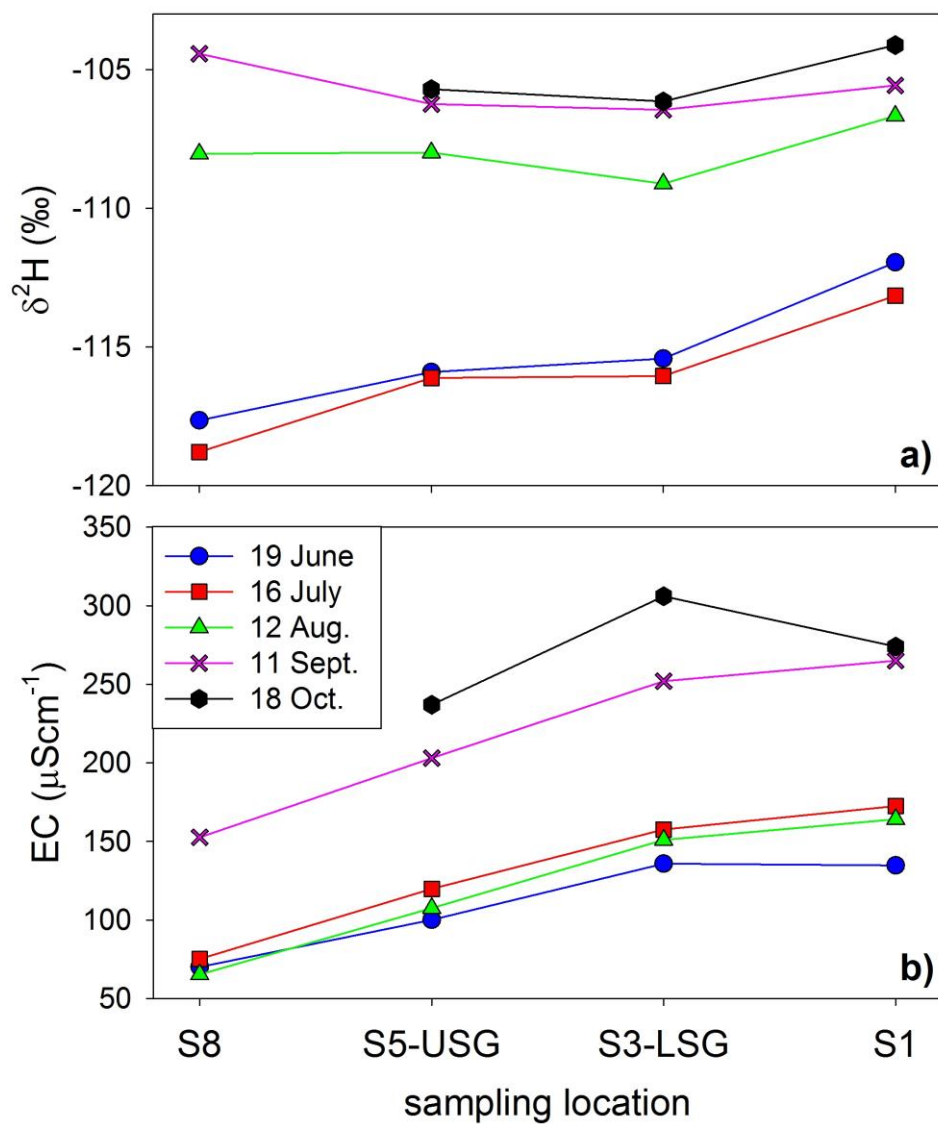 -105
-110
-115
-120
δ²H (‰)
a)
350
300
250
200
150
100
50
EC (μScm⁻¹)
19 June
16 July
12 Aug.
11 Sept.
18 Oct.
b)
S8 S5-USG S3-LSG S1
sampling location